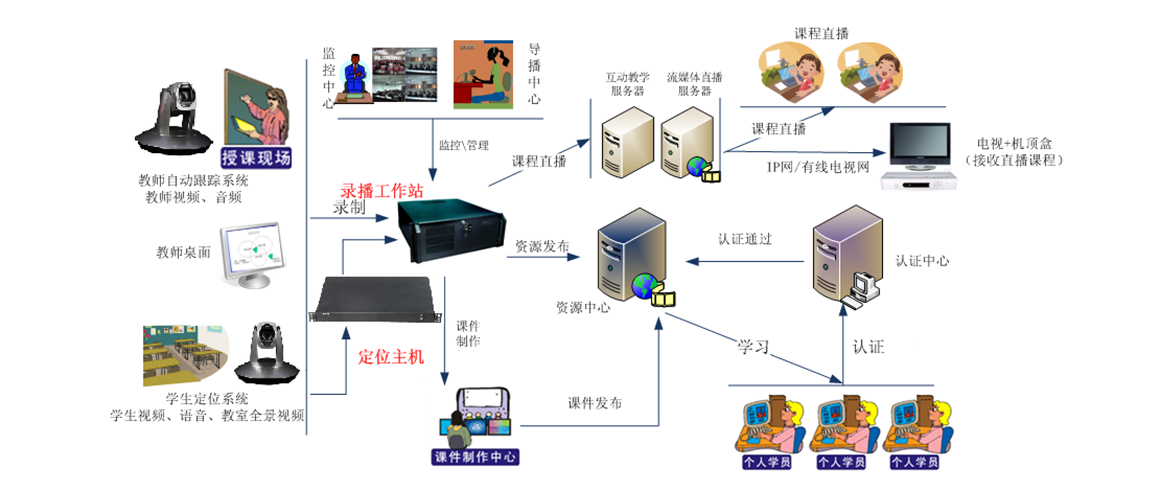 监控中心
导播中心
课程直播
互动教学
服务器
流媒体直播
服务器
授课现场
教师自动跟踪系统
教师视频、音频
监控\管理
课程直播
课程直播
IP网/有线电视网
电视+机顶盒
（接收直播课程）
录播工作站
录制
教师桌面
资源发布
资源中心
认证通过
认证中心
课件
制作
定位主机
学习
认证
学生定位系统
学生视频、语音、教室全景视频
课件发布
课件制作中心
个人学员
个人学员
个人学员